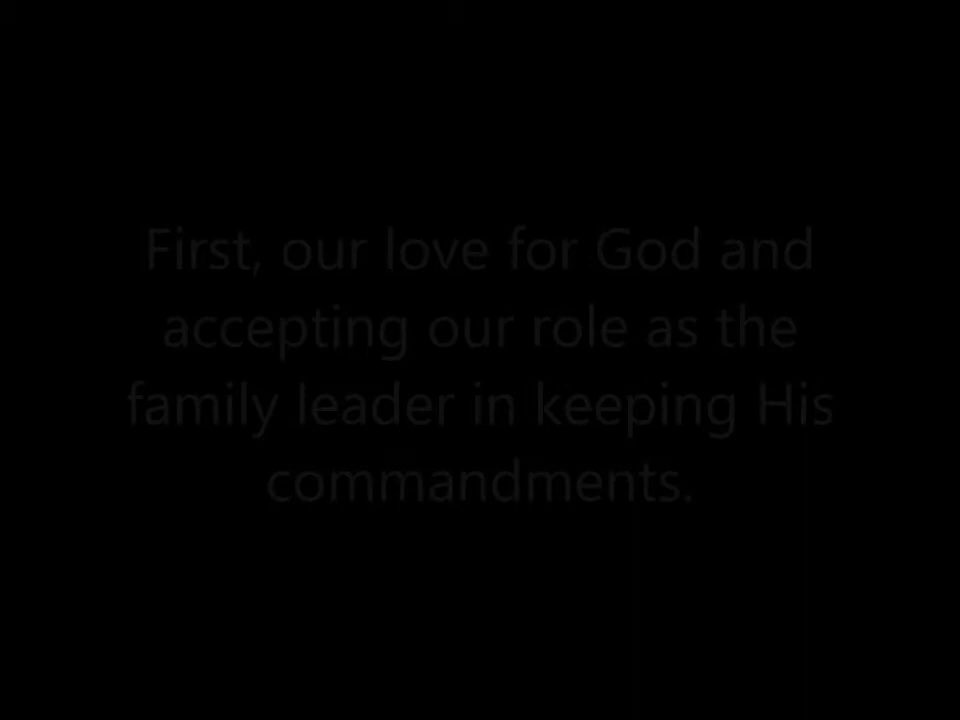 First, our love for God and
accepting our role as the
family leader in keeping His
commandments.